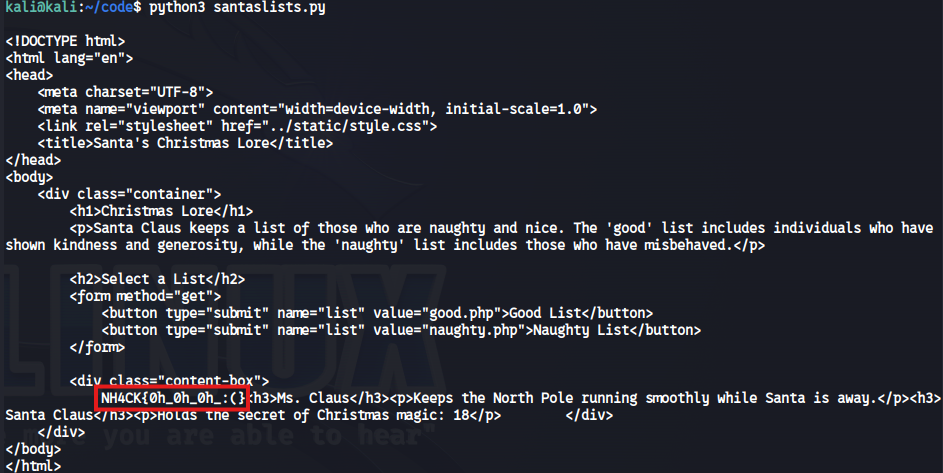 kali@kali:~/code$ python3 santaslists.py
<!DOCTYPE html>
<html lang="en">
<head>
    <meta charset="UTF-8">
    <meta name="viewport" content="width=device-width, initial-scale=1.0">
    <link rel="stylesheet" href="../static/style.css">
    <title>Santa's Christmas Lore</title>
</head>
<body>
    <div class="container">
        <h1>Christmas Lore</h1>
        <p>Santa Claus keeps a list of those who are naughty and nice. The 'good' list includes individuals who have
shown kindness and generosity, while the 'naughty' list includes those who have misbehaved.</p>
        <h2>Select a List</h2>
        <form method="get">
            <button type="submit" name="list" value="good.php">Good List</button>
            <button type="submit" name="list" value="naughty.php">Naughty List</button>
        </form>
        <div class="content-box">
            NH4CK{0h_0h_0h_:(}<h3>Ms. Claus</h3><p>Keeps the North Pole running smoothly while Santa is away.</p><h3>
Santa Claus</h3><p>Holds the secret of Christmas magic: 18</p>        </div>
    </div>
</body>
</html>
LINUX
you are able to hear"